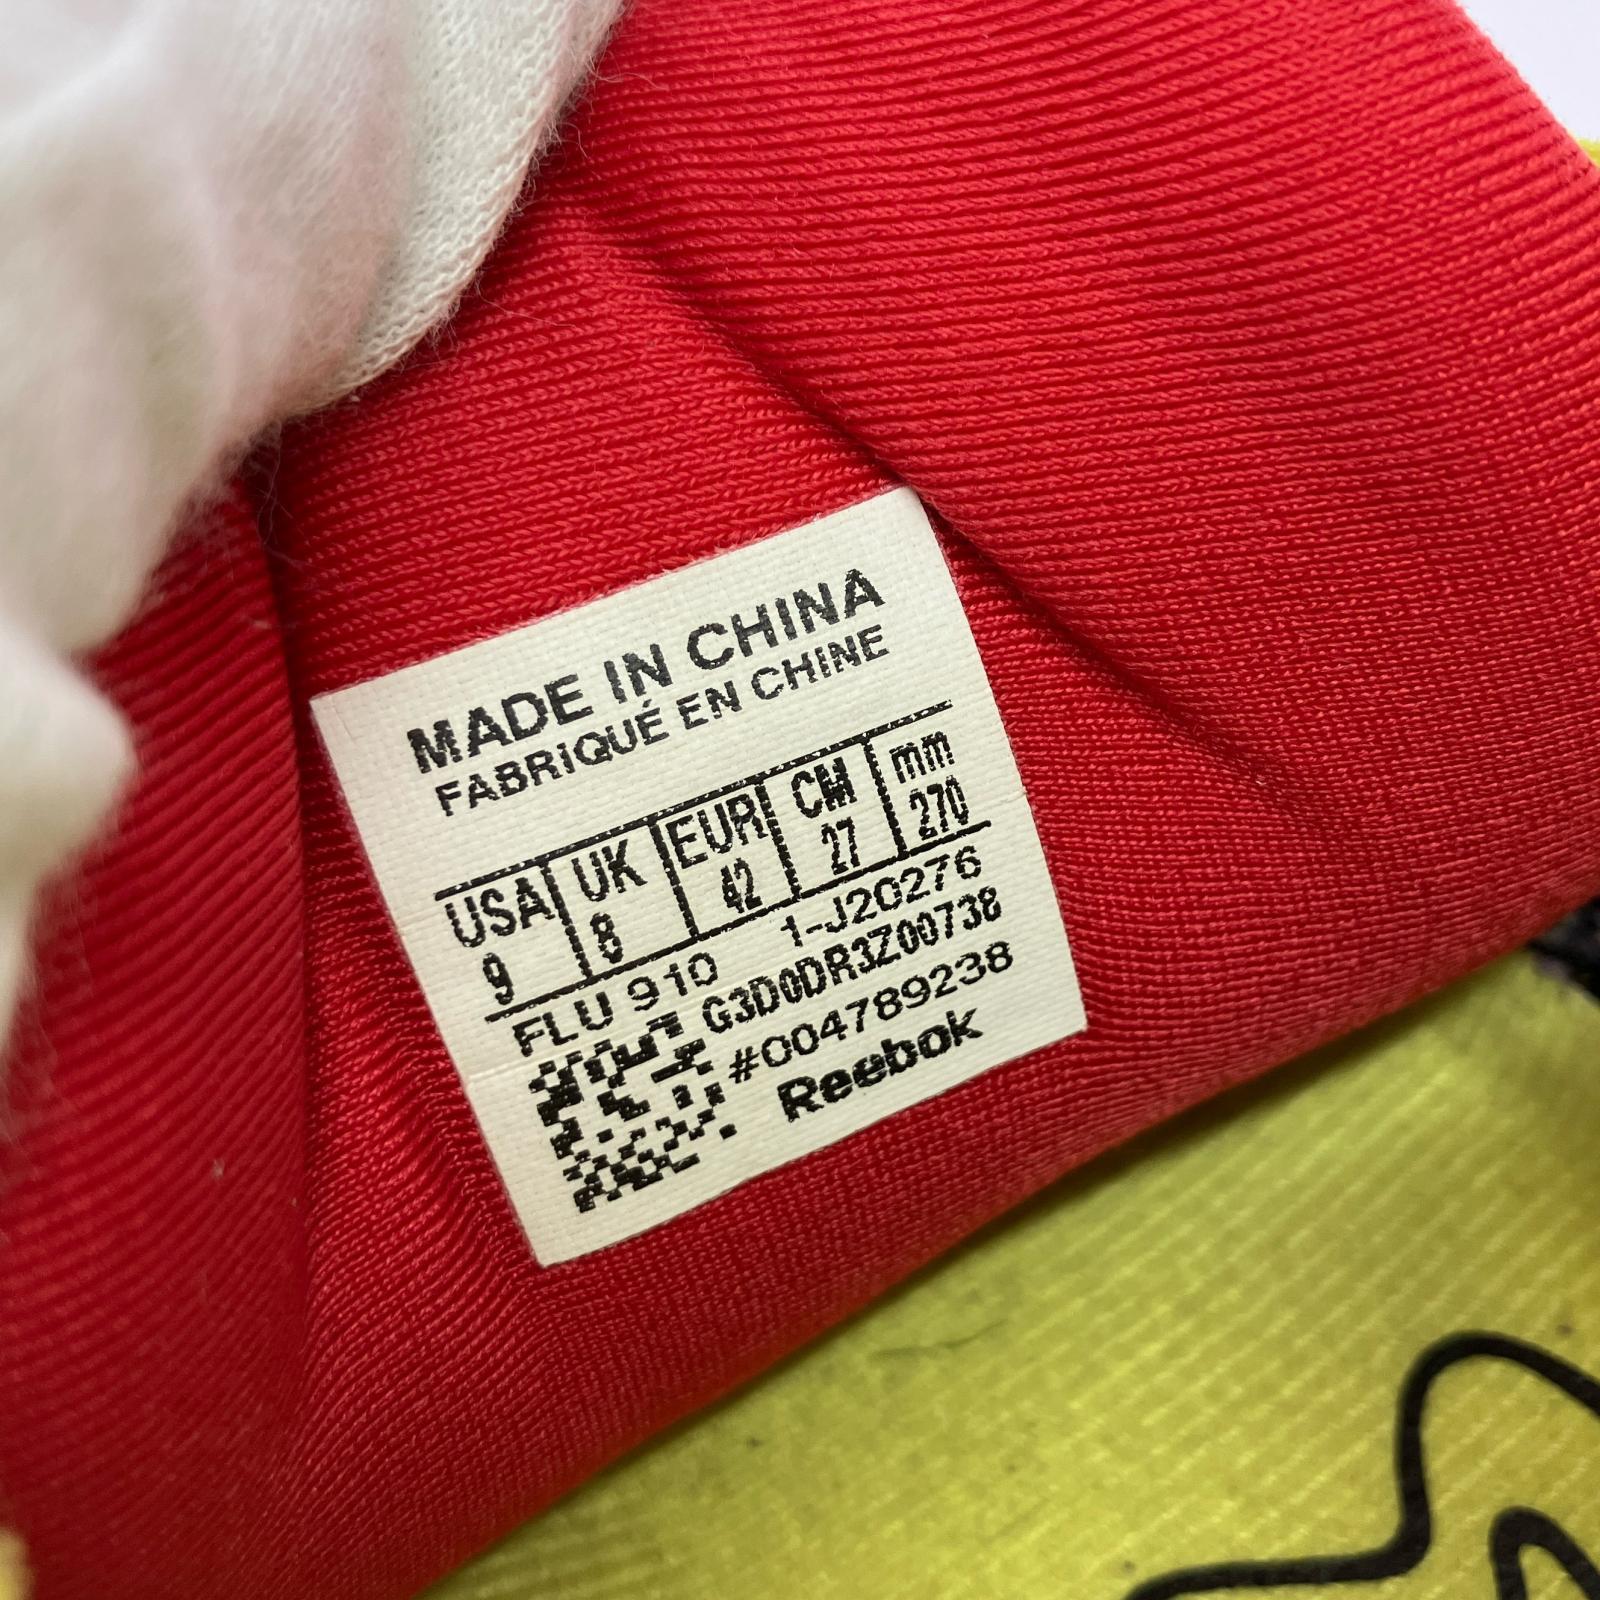 MADE IN CHINA
FABRIQUÉ EN CHINE
USA UK EUR CM mm
9 8 42 27 270
FLU 910 1-J20276
G3D0DR3Z00738
#004789238
Reebok